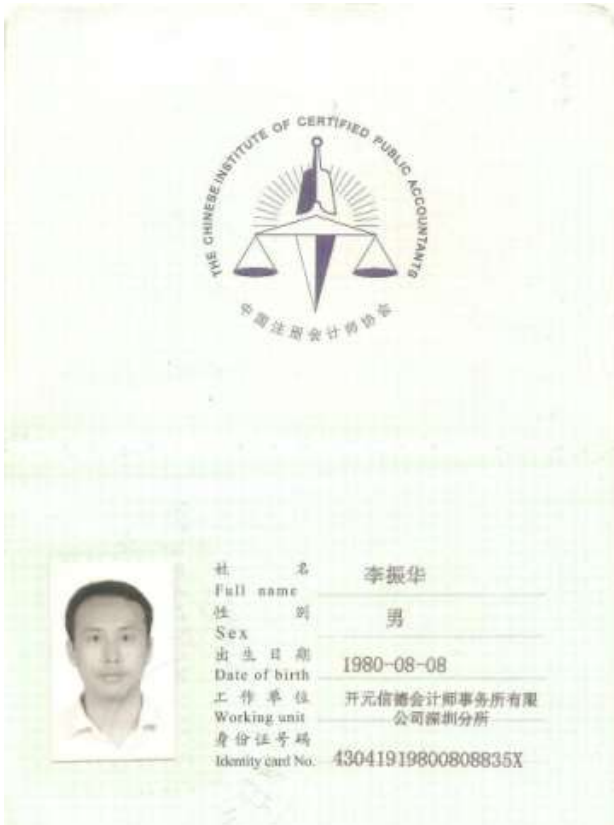 THE CHINESE INSTITUTE OF CERTIFIED PUBLIC ACCOUNTANTS
中国注册会计师协会
姓 名 李振华
Full name
性 别 男
Sex
出生日期 1980-08-08
Date of birth
工作单位 开元信德会计师事务所有限
Working unit 公司深圳分所
身份证号码
Identity card No. 43041919800808835X